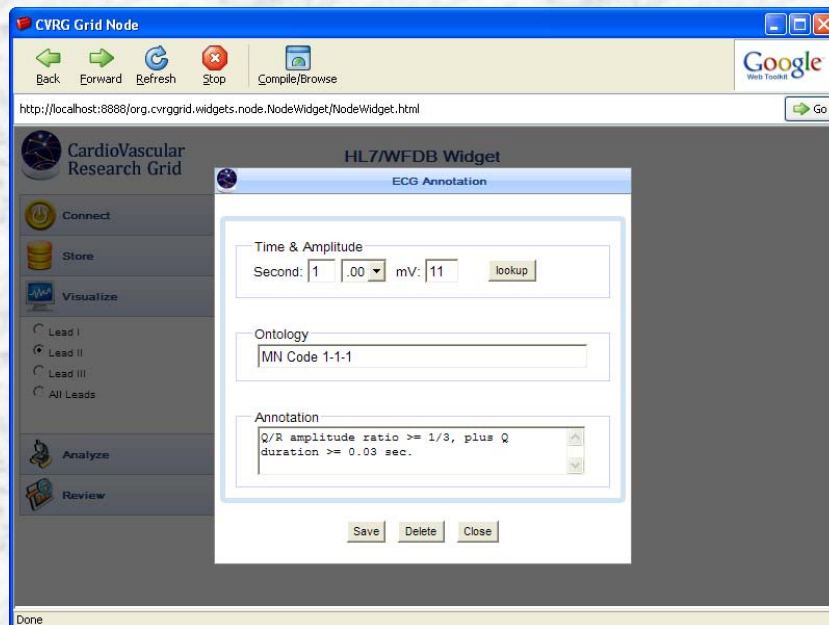 CVRG Grid Node
Back Forward Refresh Stop Compile/Browse
Google
Web Toolkit
http://localhost:8888/org.cvrggrid.widgets.node.NodeWidget/NodeWidget.html
Go
CardioVascular
Research Grid
HL7/WFDB Widget
Connect
Store
Visualize
Lead I
Lead II
Lead III
All Leads
Analyze
Review
ECG Annotation
Time & Amplitude
Second: 1 .00 mV: 11 lookup
Ontology
MN Code 1-1-1
Annotation
Q/R amplitude ratio >= 1/3, plus Q
duration >= 0.03 sec.
Save Delete Close
Done